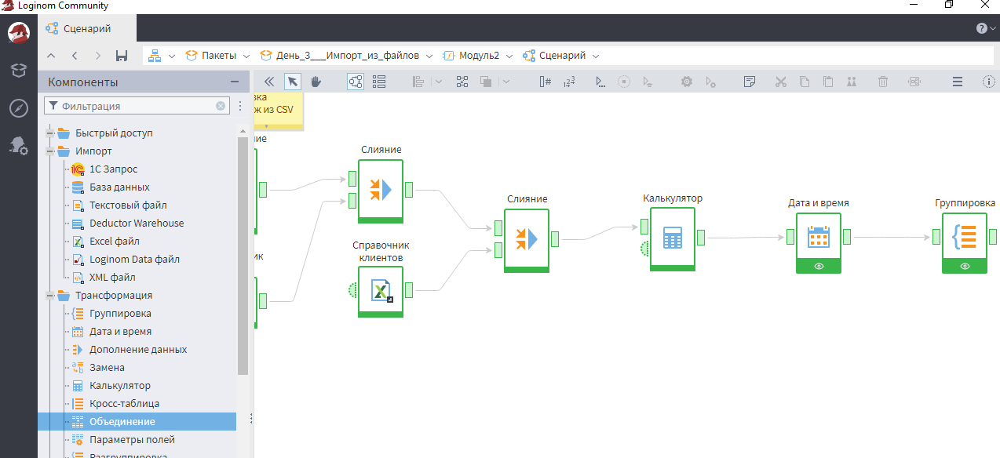 Loginom Community
Сценарий
Пакеты
День_3___Импорт_из_файлов
Модуль2
Сценарий
Компоненты
Фильтрация
Быстрый доступ
Импорт
1С Запрос
База данных
Текстовый файл
Deductor Warehouse
Excel файл
Loginom Data файл
XML файл
Трансформация
Группировка
Дата и время
Дополнение данных
Замена
Калькулятор
Кросс-таблица
Объединение
Параметры полей
Разгруппировка
вка
ж из CSV
ие
ик
Слияние
Справочник
клиентов
Слияние
Калькулятор
Дата и время
Группировка